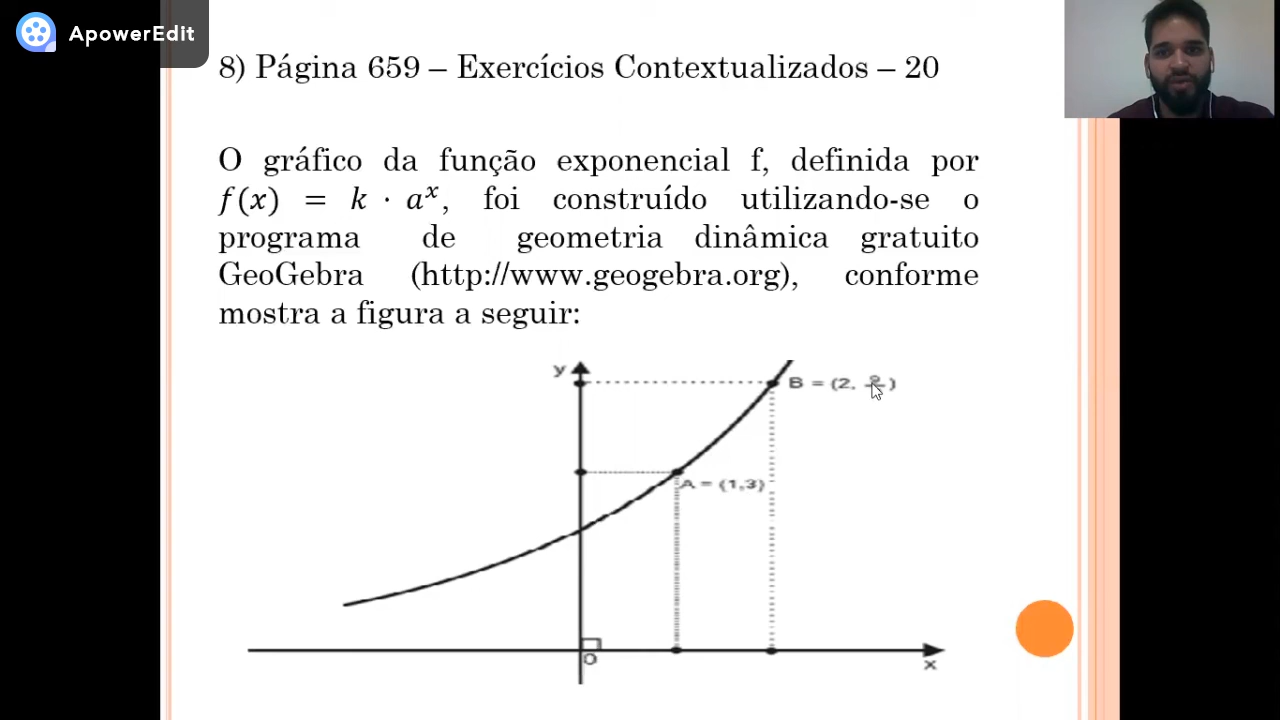 ApowerEdit
8) Página 659 – Exercícios Contextualizados – 20
O gráfico da função exponencial f, definida por
f(x) = k · aˣ, foi construído utilizando-se o
programa de geometria dinâmica gratuito
GeoGebra (http://www.geogebra.org), conforme
mostra a figura a seguir:
y
B = (2, )
A = (1,3)
O
x